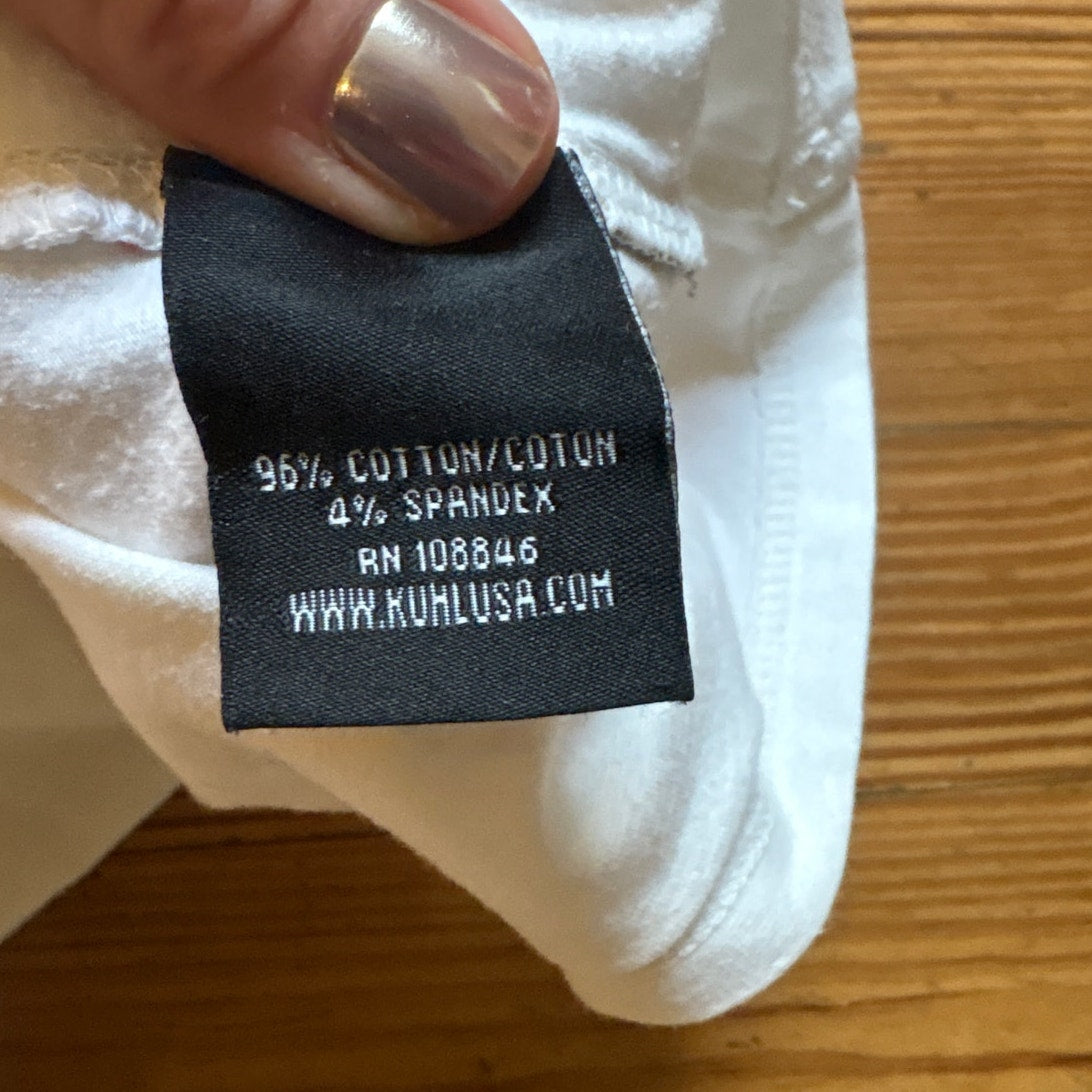 96% COTTON/COTON
4% SPANDEX
RN 108846
WWW.KUHLUSA.COM